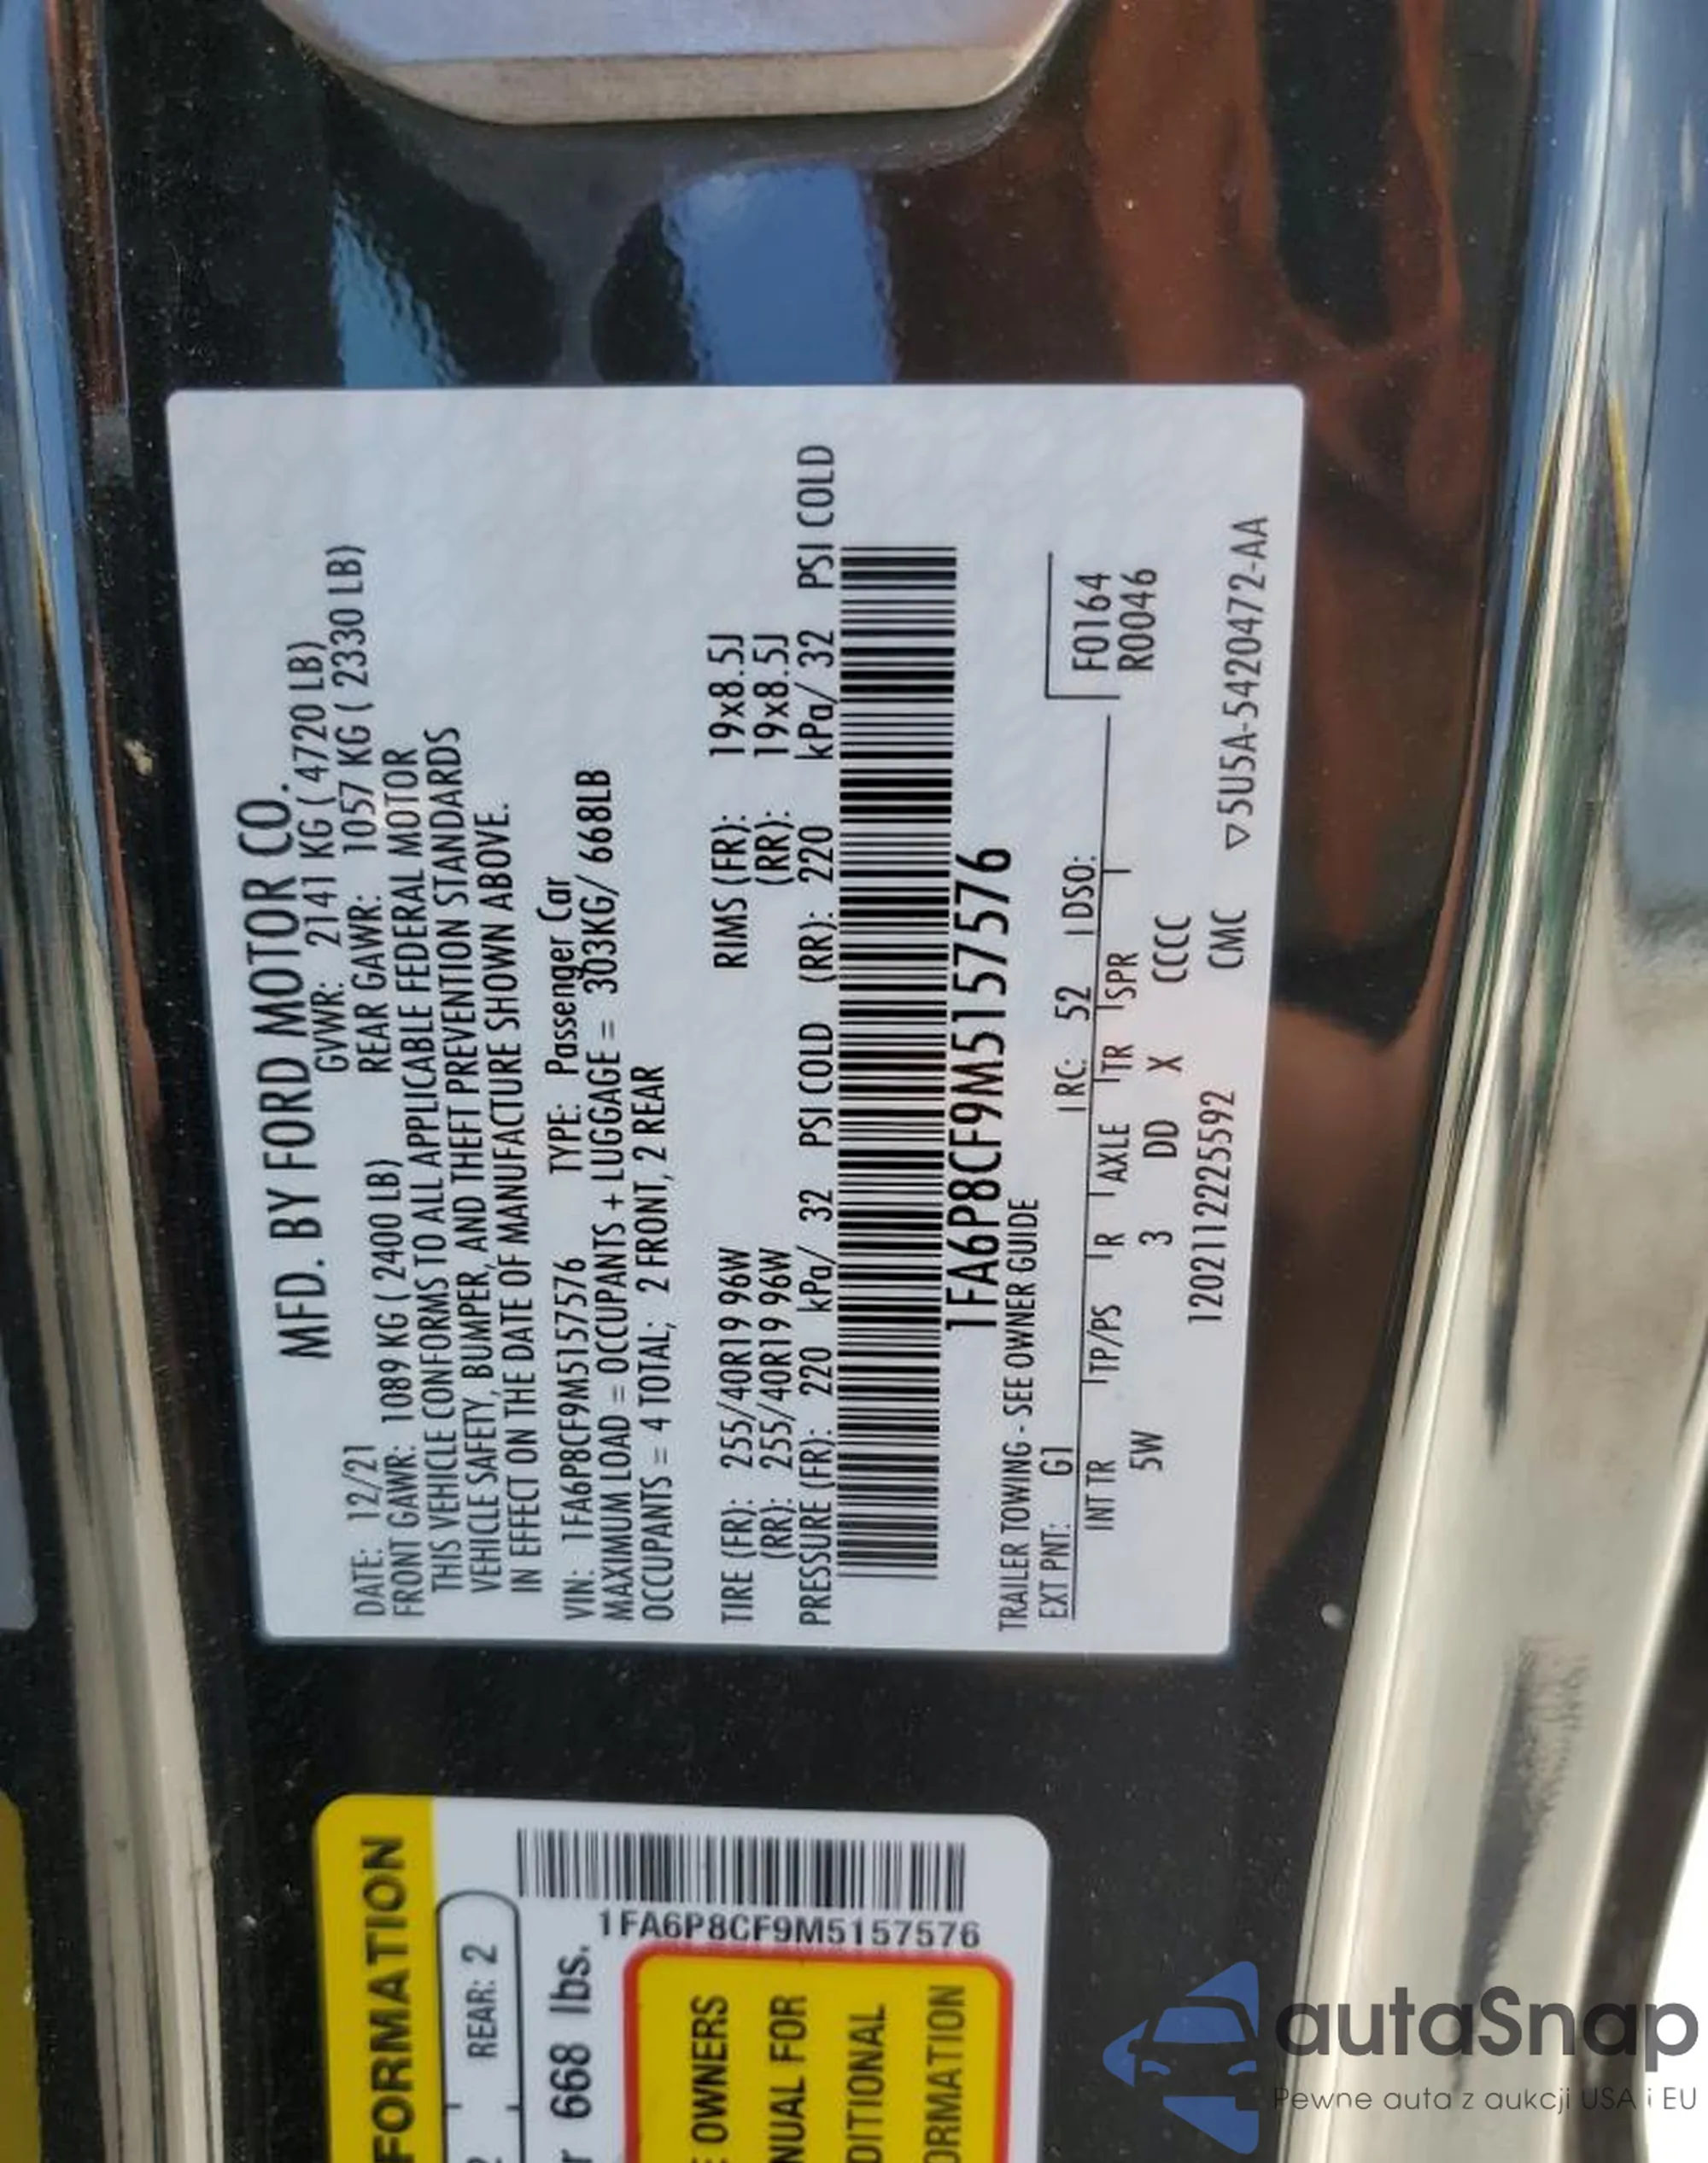 MFD. BY FORD MOTOR CO.
DATE: 12/21 GVWR: 2141 KG ( 4720 LB)
FRONT GAWR: 1089 KG ( 2400 LB) REAR GAWR: 1057 KG ( 2330 LB)
THIS VEHICLE CONFORMS TO ALL APPLICABLE FEDERAL MOTOR
VEHICLE SAFETY, BUMPER, AND THEFT PREVENTION STANDARDS
IN EFFECT ON THE DATE OF MANUFACTURE SHOWN ABOVE.
VIN: 1FA6P8CF9M5157576 TYPE: Passenger Car
MAXIMUM LOAD = OCCUPANTS + LUGGAGE = 303KG/ 668LB
OCCUPANTS = 4 TOTAL; 2 FRONT, 2 REAR
TIRE (FR): 255/40R19 96W RIMS (FR): 19x8.5J
(RR): 255/40R19 96W (RR): 19x8.5J
PRESSURE (FR): 220 kPa/ 32 PSI COLD (RR): 220 kPa/ 32 PSI COLD
1FA6P8CF9M5157576
TRAILER TOWING - SEE OWNER GUIDE
EXT PNT: G1 RC: 52 DSO:
INT TR TP/PS R AXLE TR SPR
5W 3 DD X CCCC
F0164
R0046
12021122225592 CMC ▽5U5A-5420472-AA
FORMATION
REAR: 2
668 lbs.
1FA6P8CF9M5157576
OWNERS
NUAL FOR
DITIONAL
ORMATION
autaSnap
Pewne auta z aukcji USA i EU